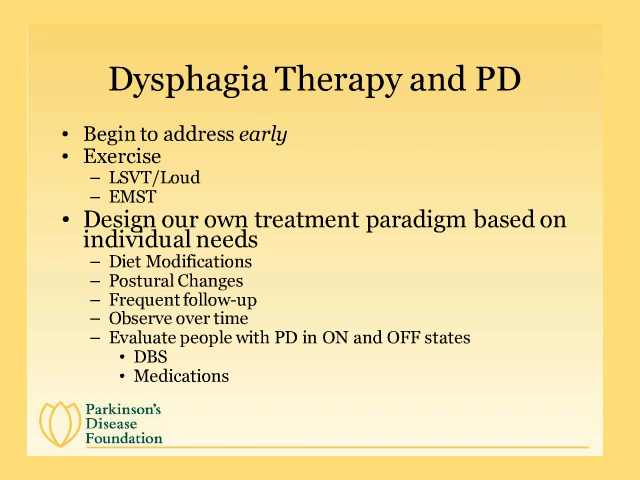 Dysphagia Therapy and PD
• Begin to address early
• Exercise
– LSVT/Loud
– EMST
• Design our own treatment paradigm based on
individual needs
– Diet Modifications
– Postural Changes
– Frequent follow-up
– Observe over time
– Evaluate people with PD in ON and OFF states
• DBS
• Medications
Parkinson's
Disease
Foundation